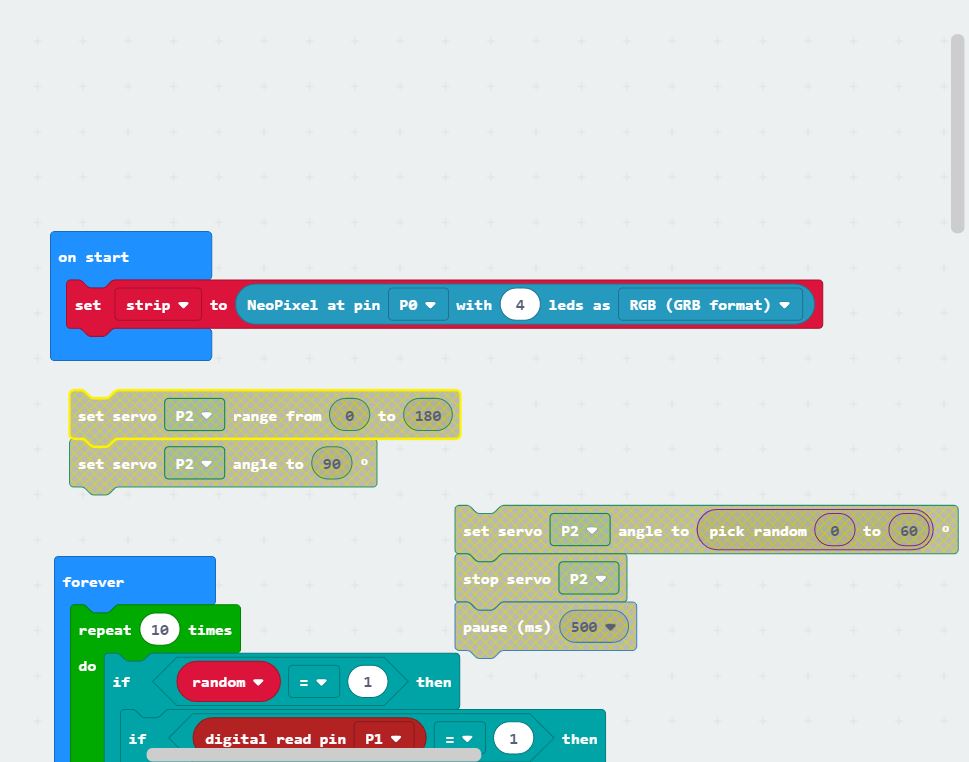 on start
set strip to NeoPixel at pin P0 with 4 leds as RGB (GRB format)
set servo P2 range from 0 to 180
set servo P2 angle to 90 °
set servo P2 angle to pick random 0 to 60 °
stop servo P2
pause (ms) 500
forever
repeat 10 times
do
if random = 1 then
if digital read pin P1 = 1 then